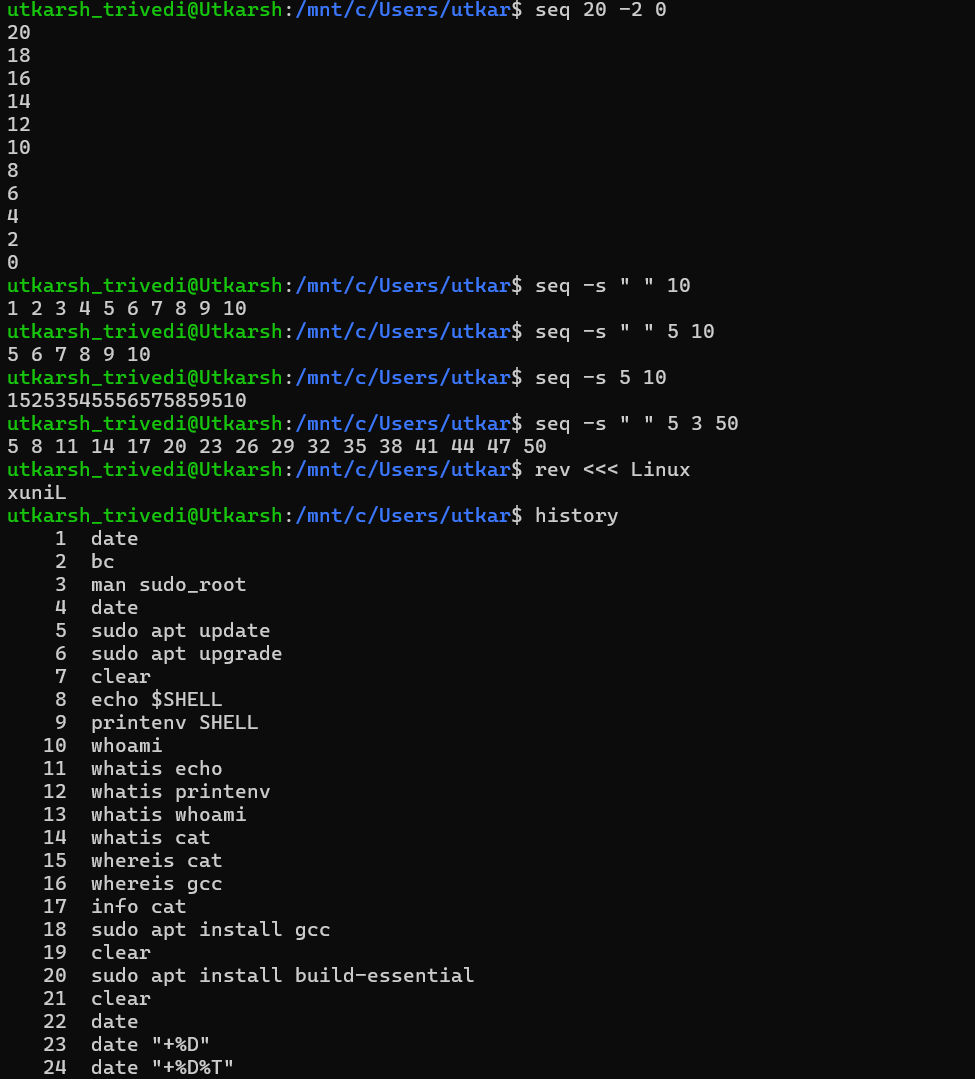 utkarsh_trivedi@Utkarsh:/mnt/c/Users/utkar$ seq 20 -2 0
20
18
16
14
12
10
8
6
4
2
0
utkarsh_trivedi@Utkarsh:/mnt/c/Users/utkar$ seq -s " " 10
1 2 3 4 5 6 7 8 9 10
utkarsh_trivedi@Utkarsh:/mnt/c/Users/utkar$ seq -s " " 5 10
5 6 7 8 9 10
utkarsh_trivedi@Utkarsh:/mnt/c/Users/utkar$ seq -s 5 10
15253545556575859510
utkarsh_trivedi@Utkarsh:/mnt/c/Users/utkar$ seq -s " " 5 3 50
5 8 11 14 17 20 23 26 29 32 35 38 41 44 47 50
utkarsh_trivedi@Utkarsh:/mnt/c/Users/utkar$ rev <<< Linux
xuniL
utkarsh_trivedi@Utkarsh:/mnt/c/Users/utkar$ history
    1  date
    2  bc
    3  man sudo_root
    4  date
    5  sudo apt update
    6  sudo apt upgrade
    7  clear
    8  echo $SHELL
    9  printenv SHELL
   10  whoami
   11  whatis echo
   12  whatis printenv
   13  whatis whoami
   14  whatis cat
   15  whereis cat
   16  whereis gcc
   17  info cat
   18  sudo apt install gcc
   19  clear
   20  sudo apt install build-essential
   21  clear
   22  date
   23  date "+%D"
   24  date "+%D%T"